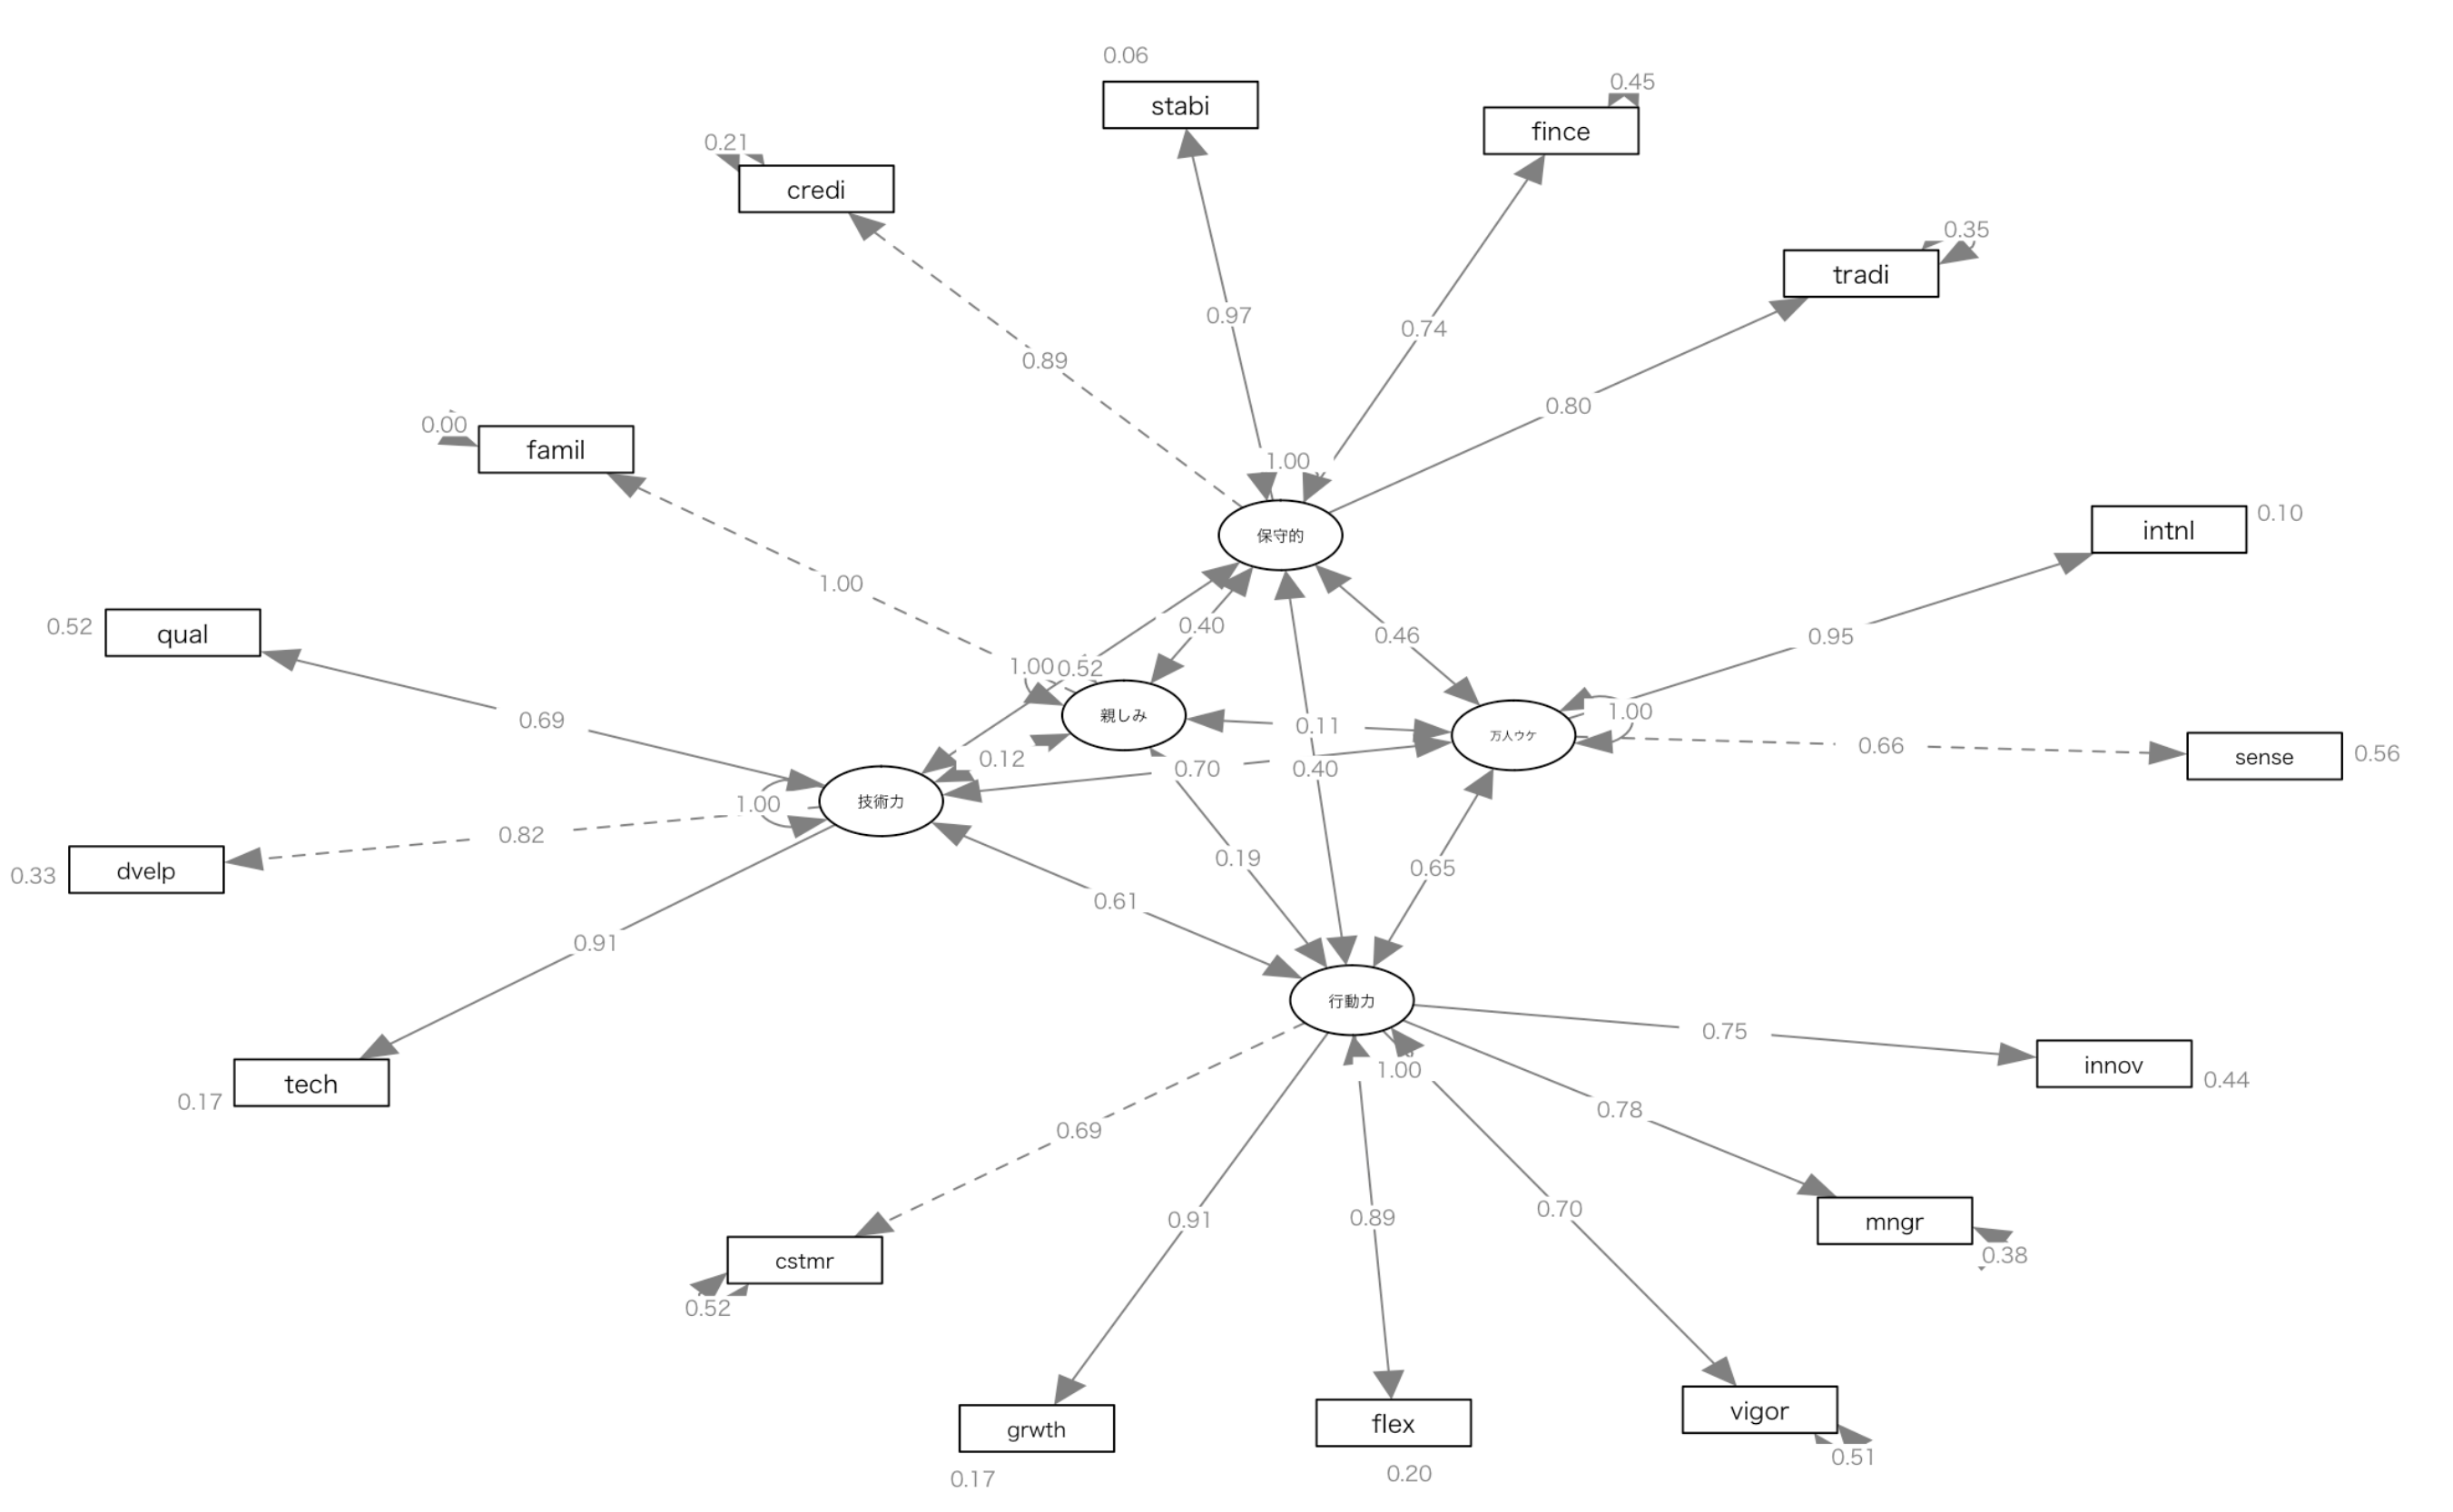 0.06
stabi
0.45
fince
0.21
credi
0.35
tradi
0.97
0.74
0.89
0.80
0.00
famil
1.00
保守的
intnl
0.10
1.00
0.52
qual
0.40
0.46
0.95
1.00
0.52
親しみ
0.69
0.11
万人ウケ
1.00
0.66
sense
0.56
0.12
0.70
0.40
1.00
技術力
0.82
0.33
dvelp
0.19
0.65
0.61
0.91
行動力
0.75
innov
0.44
tech
0.17
1.00
0.78
0.69
mngr
0.38
0.91
0.89
0.70
cstmr
0.52
grwth
0.17
flex
0.20
vigor
0.51